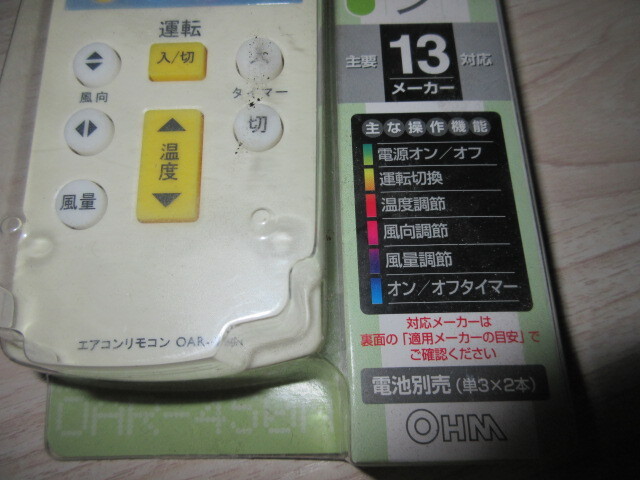 運転
入/切
風向
タイマー
切
温度
風量
エアコンリモコン OAR-
ン
主要
13
メーカー
対応
主な操作機能
電源オン/オフ
運転切換
温度調節
風向調節
風量調節
オン/オフタイマー
対応メーカーは
裏面の「適用メーカーの目安」で
ご確認ください
電池別売(単3×2本)
OHM